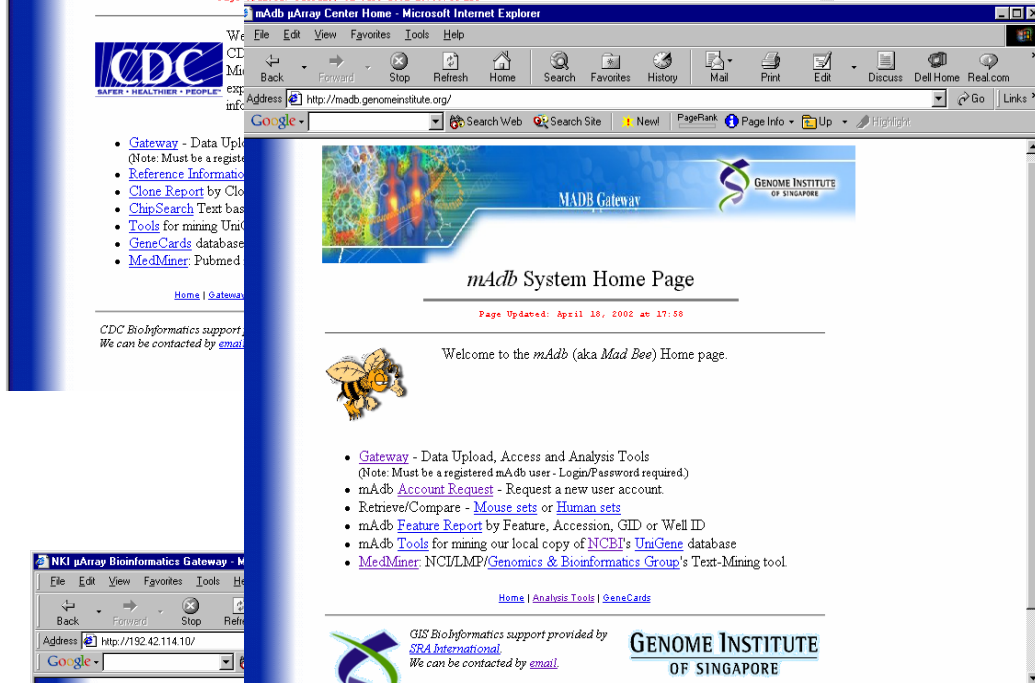 CDC
SAFER • HEALTHIER • PEOPLE™
We
CD
Mic
exp
info
Gateway - Data Uplo
(Note: Must be a registe
Reference Informatio
Clone Report by Clo
ChipSearch Text bas
Tools for mining Uni
GeneCards database
MedMiner: Pubmed
Home | Gateway
CDC BioInformatics support
We can be contacted by emai
NKI µArray Bioinformatics Gateway - M
File Edit View Favorites Tools He
Back Forward Stop Refre
Address http://192.42.114.10/
Google
mAdb µArray Center Home - Microsoft Internet Explorer
File Edit View Favorites Tools Help
Back Forward Stop Refresh Home Search Favorites History Mail Print Edit Discuss Dell Home Real.com
Address http://madb.genomeinstitute.org/ Go Links
Google Search Web Search Site New! PageRank Page Info Up Highlight
MADB Gateway
GENOME INSTITUTE
OF SINGAPORE
mAdb System Home Page
Page Updated: April 18, 2002 at 17:58
Welcome to the mAdb (aka Mad Bee) Home page.
Gateway - Data Upload, Access and Analysis Tools
(Note: Must be a registered mAdb user - Login/Password required.)
mAdb Account Request - Request a new user account.
Retrieve/Compare - Mouse sets or Human sets
mAdb Feature Report by Feature, Accession, GID or Well ID
mAdb Tools for mining our local copy of NCBI's UniGene database
MedMiner: NCI/LMP/Genomics & Bioinformatics Group's Text-Mining tool.
Home | Analysis Tools | GeneCards
GIS BioInformatics support provided by
SRA International.
We can be contacted by email.
GENOME INSTITUTE
OF SINGAPORE